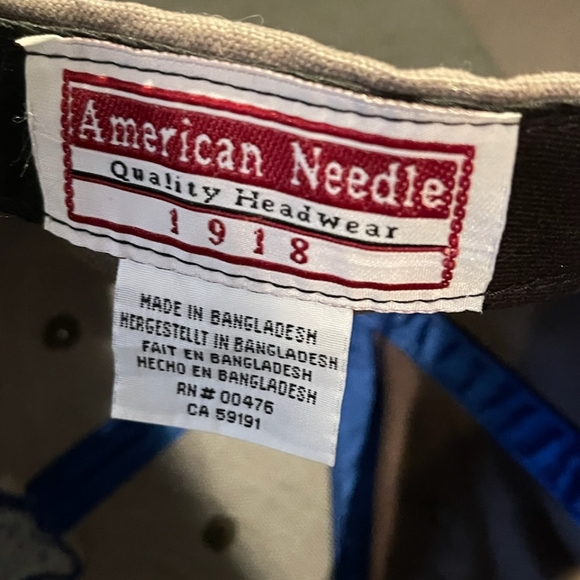 American Needle
Quality Headwear
1918
MADE IN BANGLADESH
HERGESTELLT IN BANGLADESH
FAIT EN BANGLADESH
HECHO EN BANGLADESH
RN# 00476
CA 59191